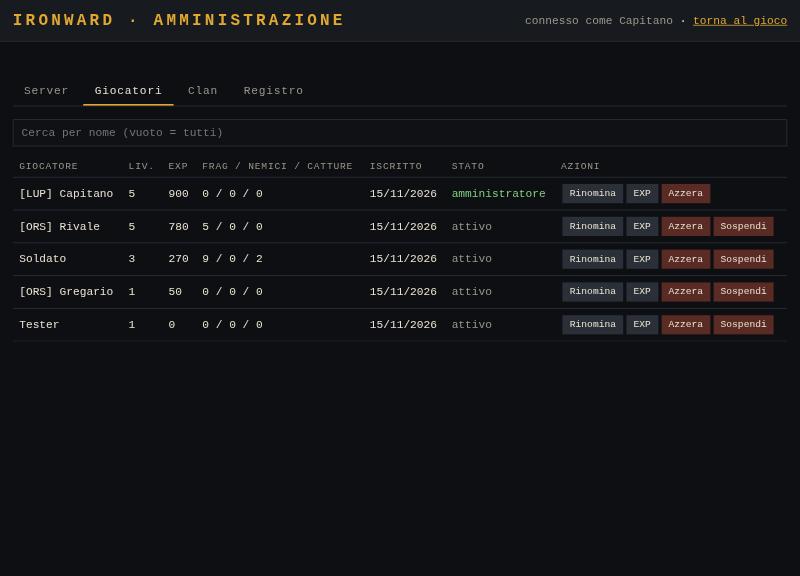 IRONWARD · AMMINISTRAZIONE
connesso come Capitano · torna al gioco
Server Giocatori Clan Registro
Cerca per nome (vuoto = tutti)
GIOCATORE LIV. EXP FRAG / NEMICI / CATTURE ISCRITTO STATO AZIONI
[LUP] Capitano 5 900 0 / 0 / 0 15/11/2026 amministratore Rinomina EXP Azzera
[ORS] Rivale 5 780 5 / 0 / 0 15/11/2026 attivo Rinomina EXP Azzera Sospendi
Soldato 3 270 9 / 0 / 2 15/11/2026 attivo Rinomina EXP Azzera Sospendi
[ORS] Gregario 1 50 0 / 0 / 0 15/11/2026 attivo Rinomina EXP Azzera Sospendi
Tester 1 0 0 / 0 / 0 15/11/2026 attivo Rinomina EXP Azzera Sospendi